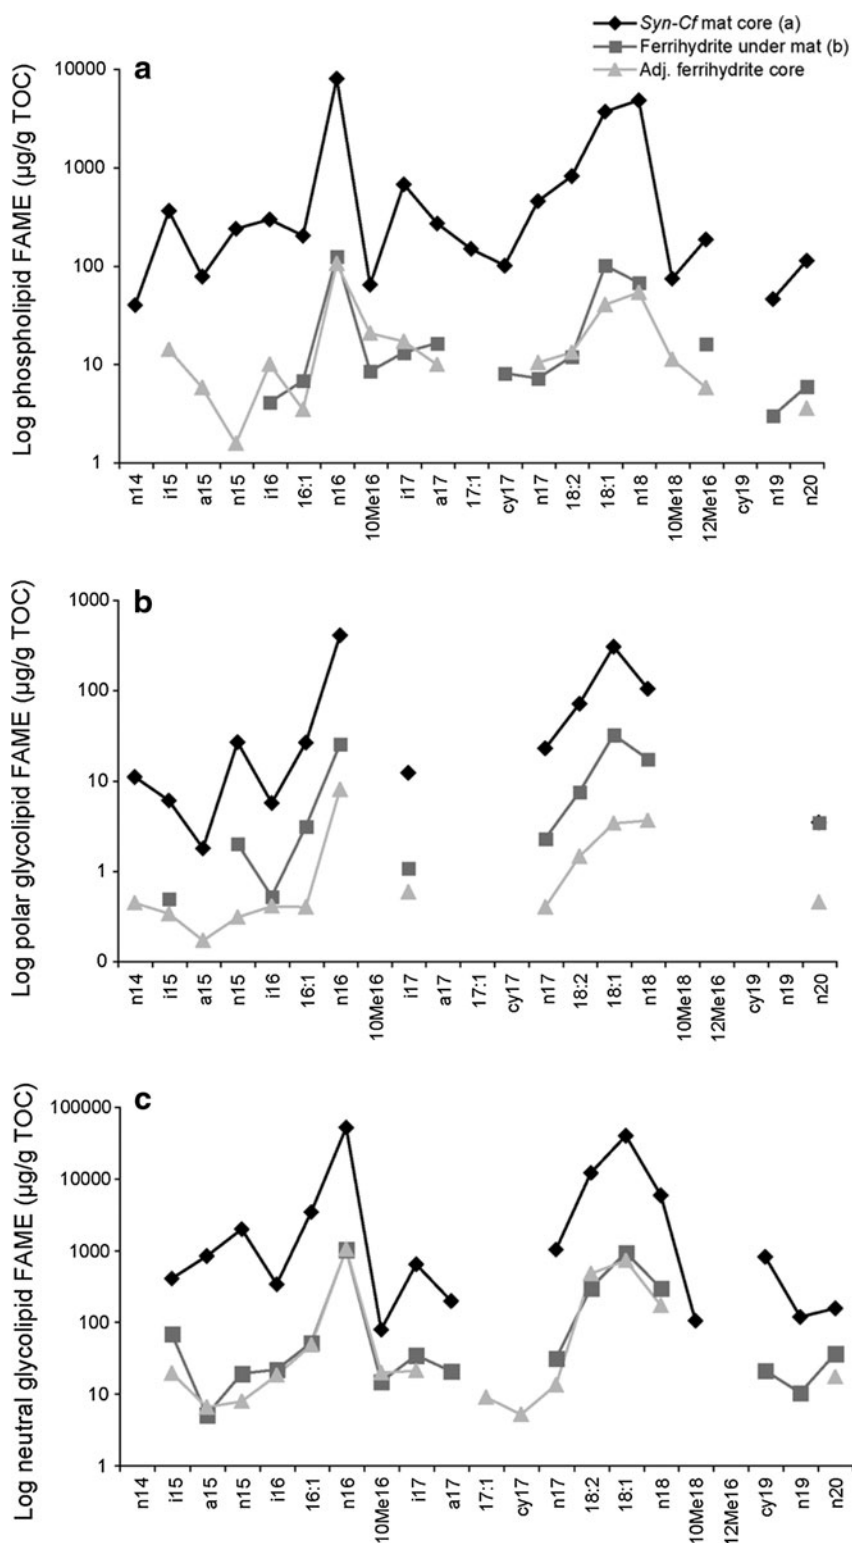 Syn-Cf mat core (a)
Ferrihydrite under mat (b)
Adj. ferrihydrite core
a
Log phospholipid FAME (µg/g TOC)
10000
1000
100
10
1
n14 i15 a15 n15 i16 16:1 n16 10Me16 i17 a17 17:1 cy17 n17 18:2 18:1 n18 10Me18 12Me16 cy19 n19 n20
b
Log polar glycolipid FAME (µg/g TOC)
1000
100
10
1
0
n14 i15 a15 n15 i16 16:1 n16 10Me16 i17 a17 17:1 cy17 n17 18:2 18:1 n18 10Me18 12Me16 cy19 n19 n20
c
Log neutral glycolipid FAME (µg/g TOC)
100000
10000
1000
100
10
1
n14 i15 a15 n15 i16 16:1 n16 10Me16 i17 a17 17:1 cy17 n17 18:2 18:1 n18 10Me18 12Me16 cy19 n19 n20